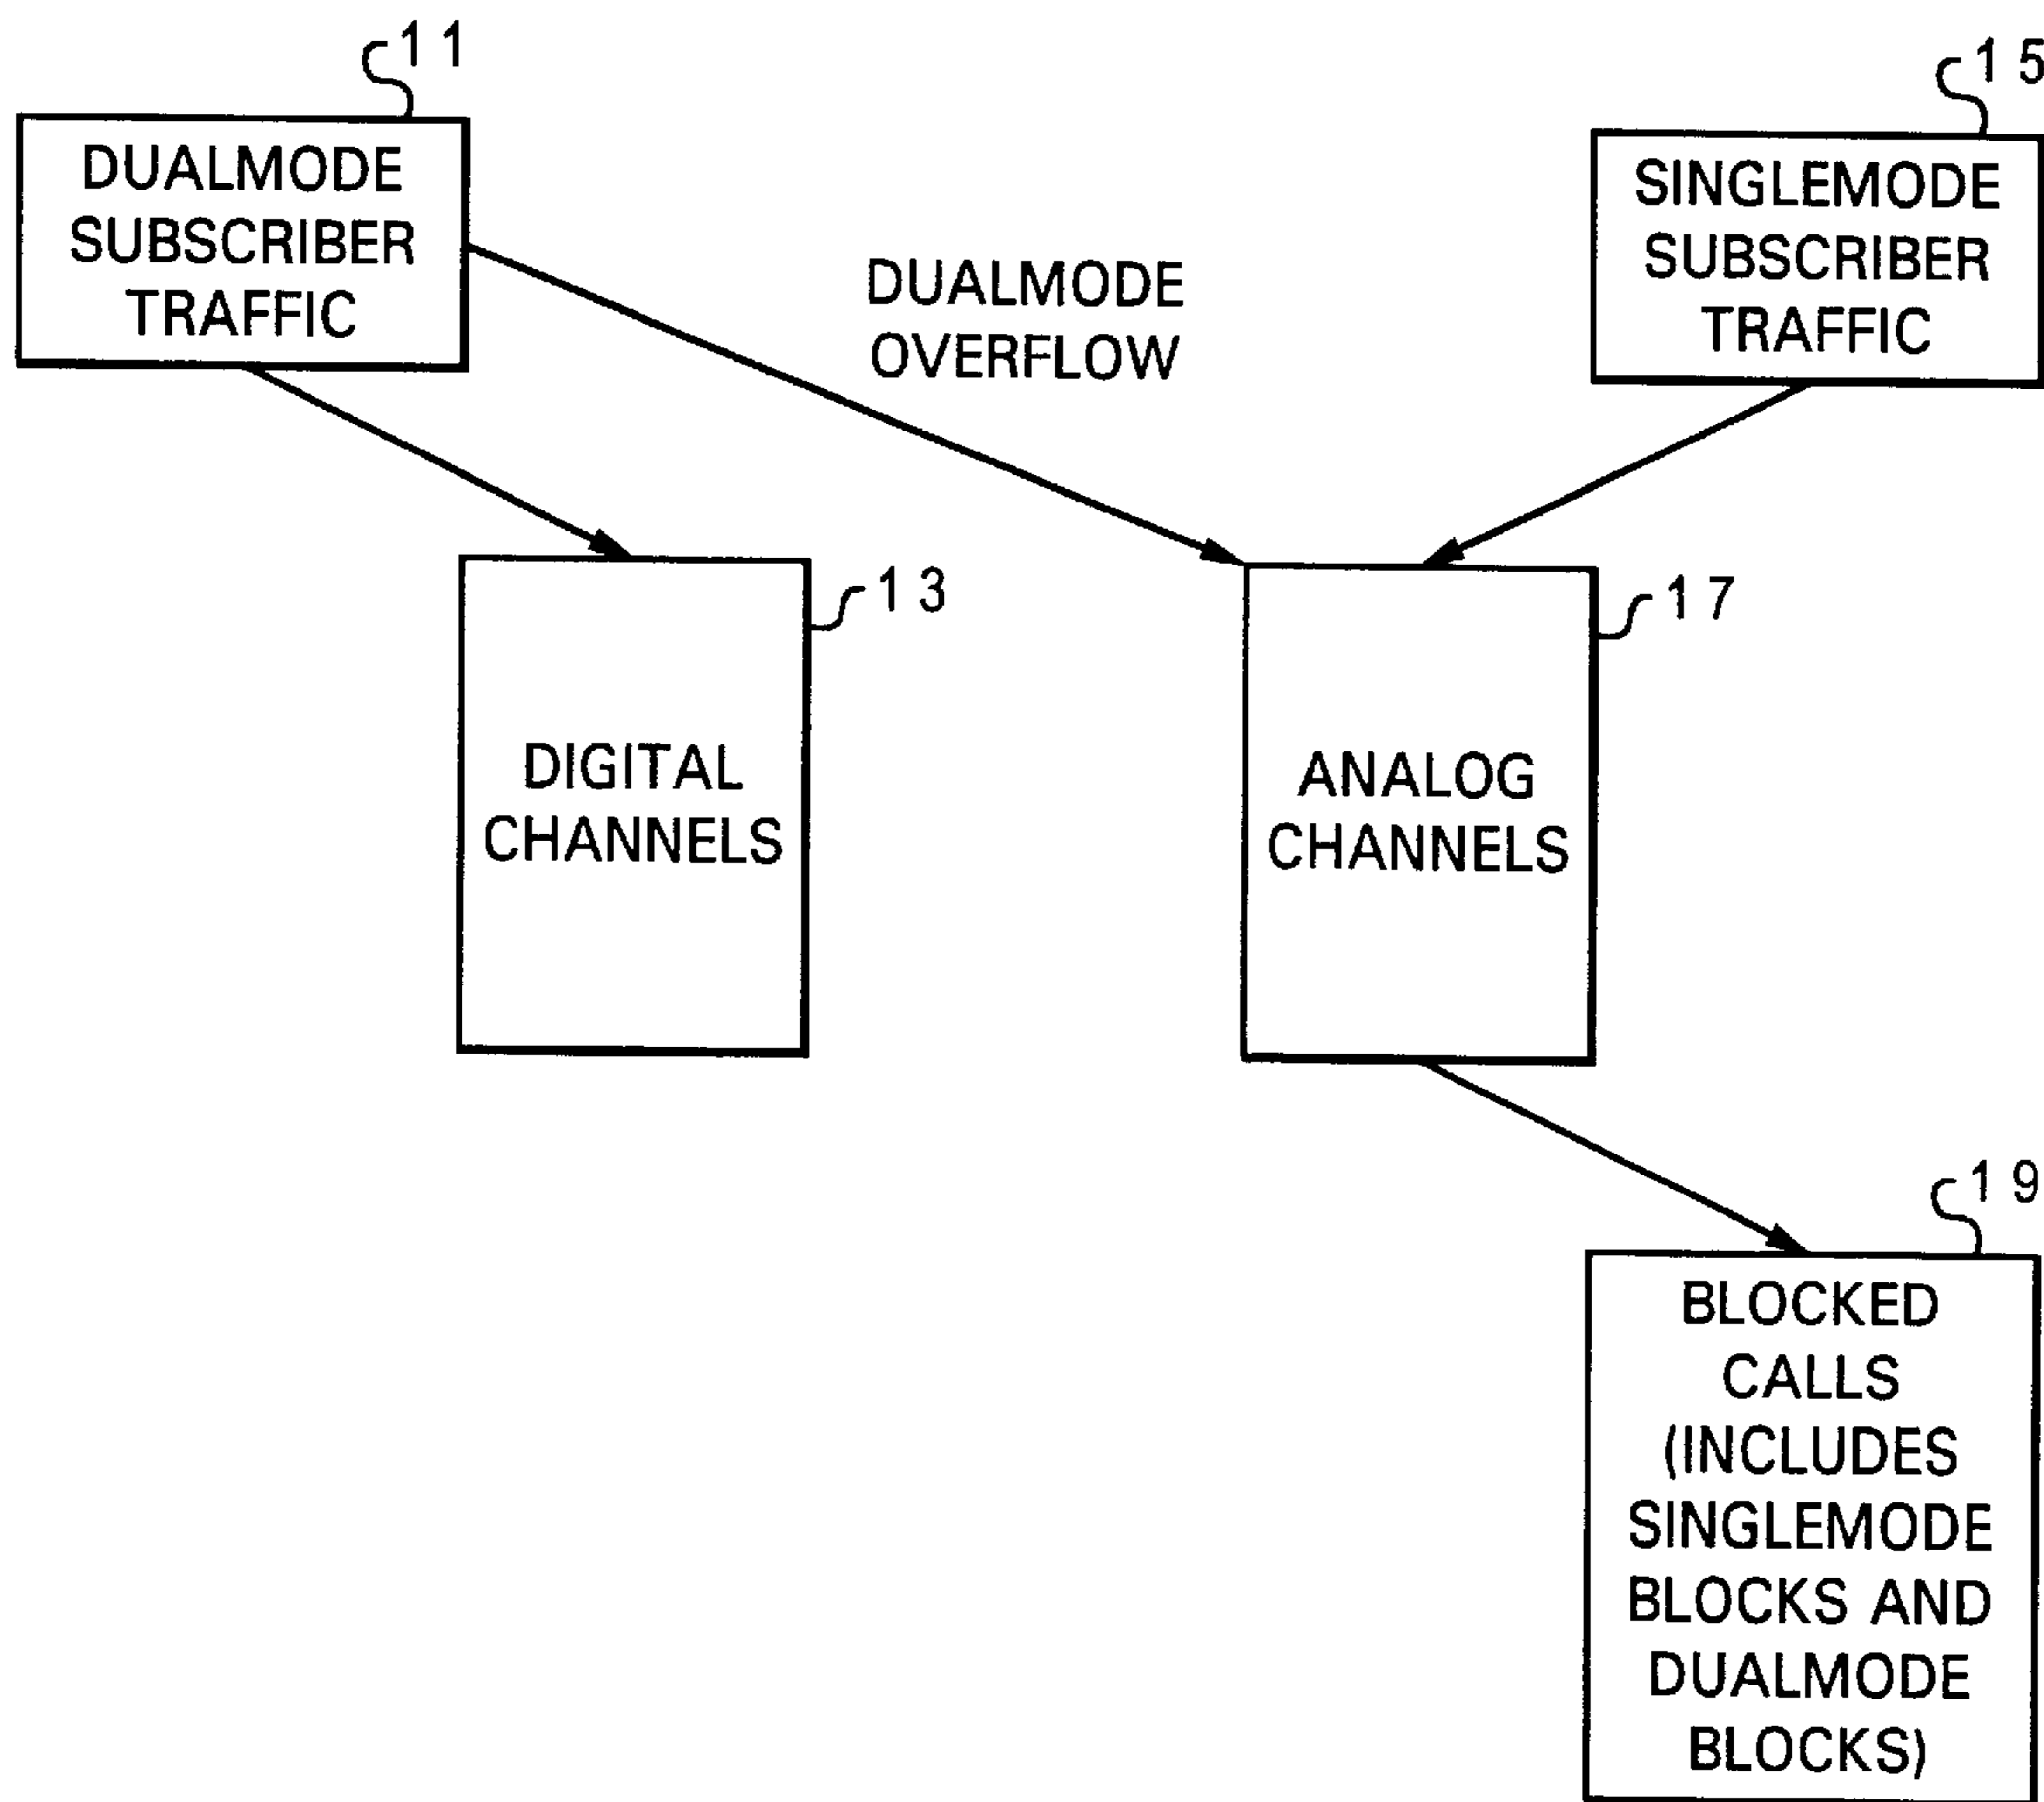 11
15
DUALMODE
SUBSCRIBER
TRAFFIC
SINGLEMODE
SUBSCRIBER
TRAFFIC
DUALMODE
OVERFLOW
13
17
DIGITAL
CHANNELS
ANALOG
CHANNELS
19
BLOCKED
CALLS
(INCLUDES
SINGLEMODE
BLOCKS AND
DUALMODE
BLOCKS)